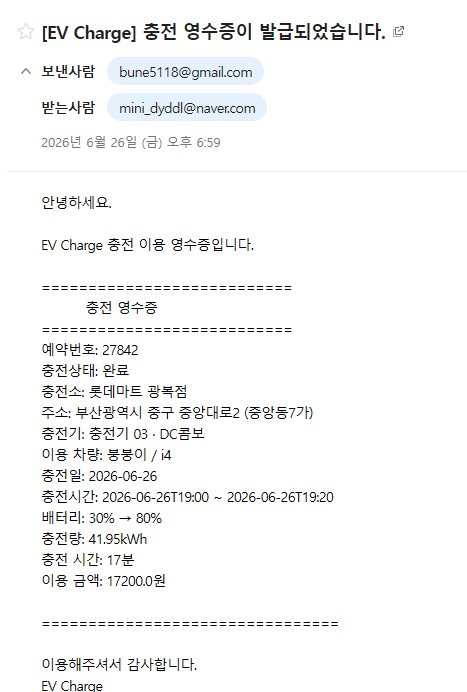 [EV Charge] 충전 영수증이 발급되었습니다.
보낸사람 bune5118@gmail.com
받는사람 mini_dyddl@naver.com
2026년 6월 26일 (금) 오후 6:59
안녕하세요.
EV Charge 충전 이용 영수증입니다.
===========================
충전 영수증
===========================
예약번호: 27842
충전상태: 완료
충전소: 롯데마트 광복점
주소: 부산광역시 중구 중앙대로2 (중앙동7가)
충전기: 충전기 03 · DC콤보
이용 차량: 붕붕이 / i4
충전일: 2026-06-26
충전시간: 2026-06-26T19:00 ~ 2026-06-26T19:20
배터리: 30% → 80%
충전량: 41.95kWh
충전 시간: 17분
이용 금액: 17200.0원
================================
이용해주셔서 감사합니다.
EV Charge